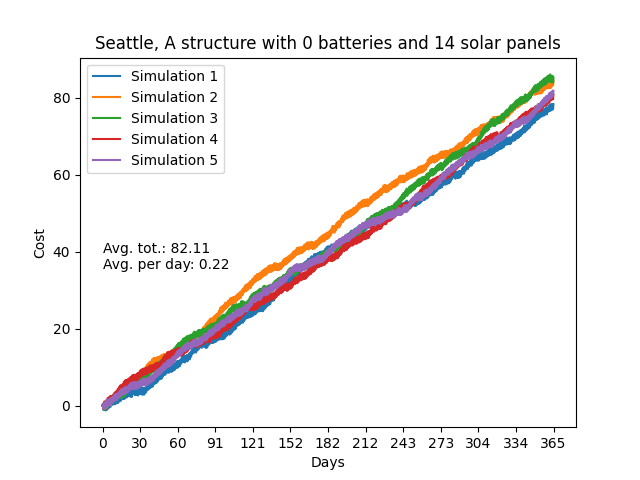 Seattle, A structure with 0 batteries and 14 solar panels
Simulation 1
Simulation 2
Simulation 3
Simulation 4
Simulation 5
80
60
40
20
0
Cost
Avg. tot.: 82.11
Avg. per day: 0.22
0 30 60 91 121 152 182 212 243 273 304 334 365
Days